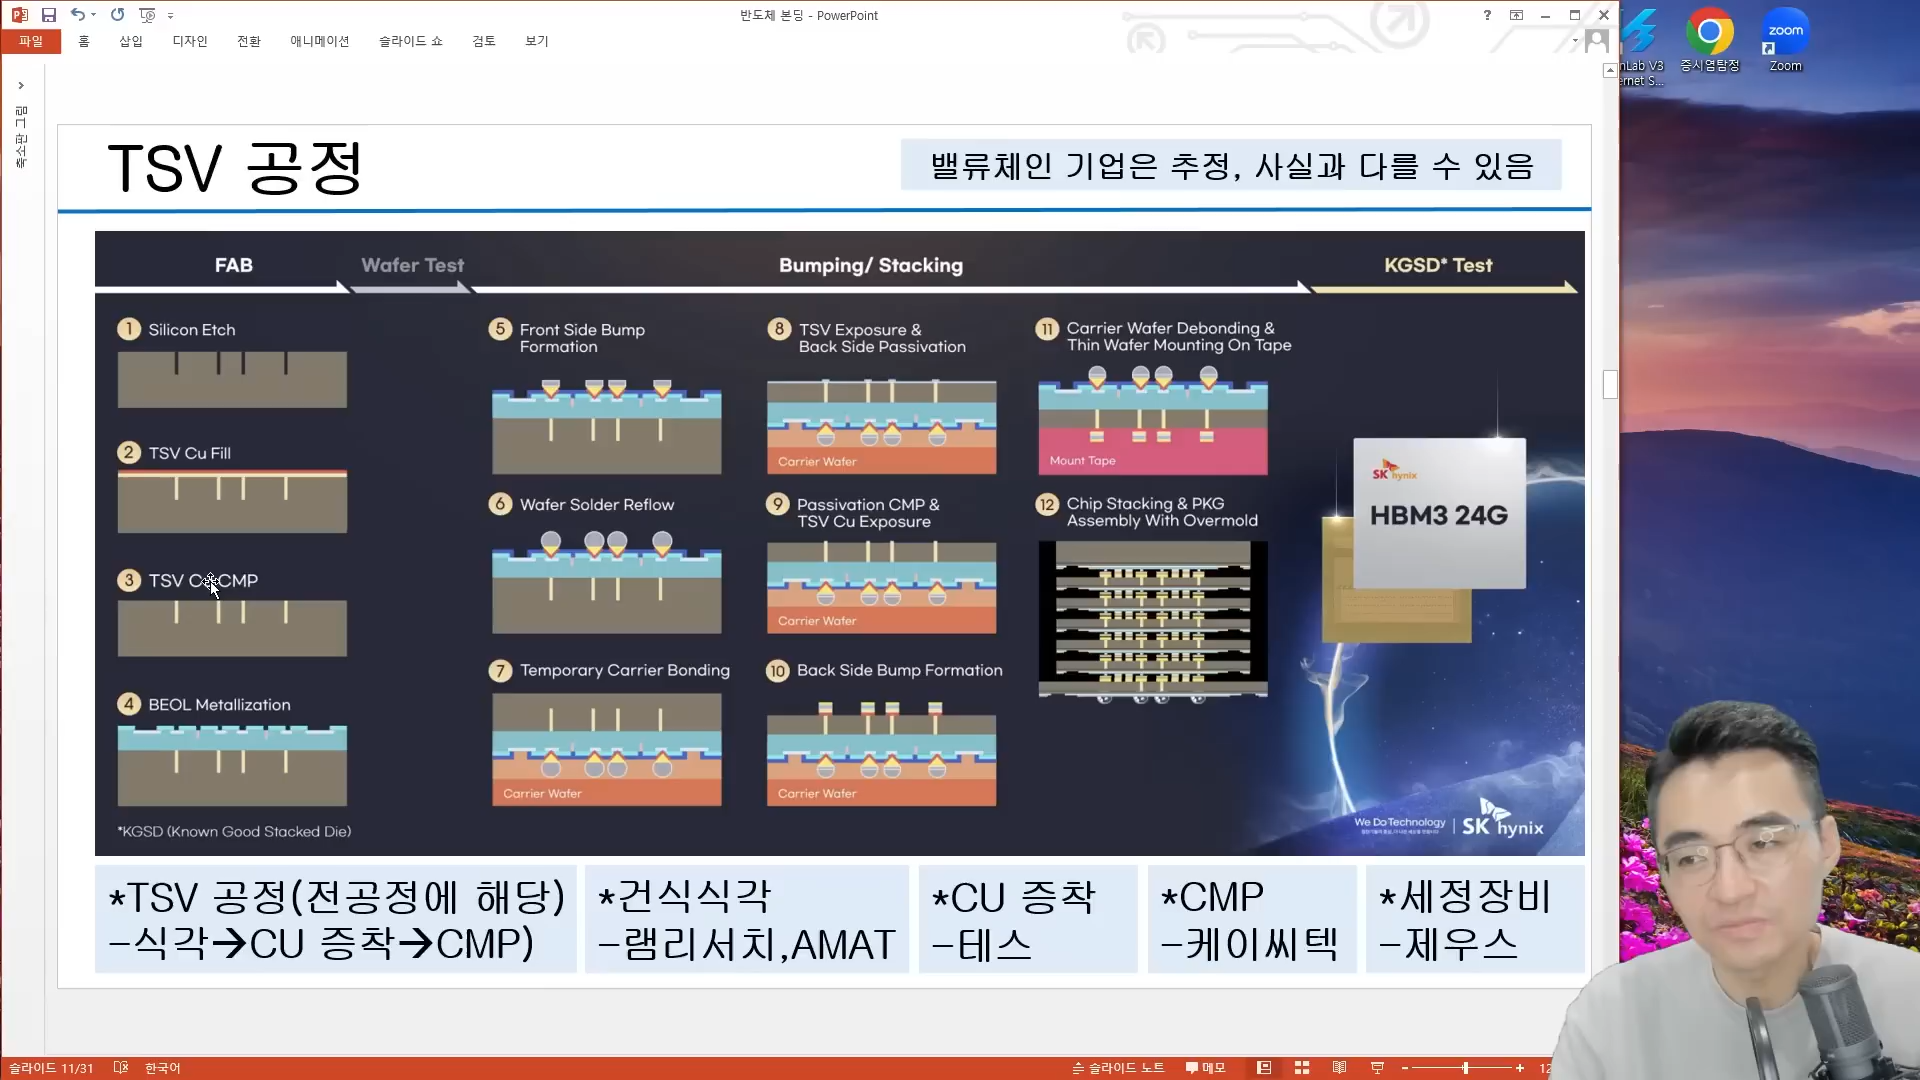 반도체 본딩 - PowerPoint
파일 홈 삽입 디자인 전환 애니메이션 슬라이드 쇼 검토 보기
증시염탐정
Zoom
zoom
축소판 그림
TSV 공정
밸류체인 기업은 추정, 사실과 다를 수 있음
FAB
Wafer Test
Bumping/ Stacking
KGSD* Test
1 Silicon Etch
2 TSV Cu Fill
3 TSV CMP
4 BEOL Metallization
*KGSD (Known Good Stacked Die)
5 Front Side Bump
Formation
6 Wafer Solder Reflow
7 Temporary Carrier Bonding
Carrier Wafer
8 TSV Exposure &
Back Side Passivation
Carrier Wafer
9 Passivation CMP &
TSV Cu Exposure
Carrier Wafer
10 Back Side Bump Formation
Carrier Wafer
11 Carrier Wafer Debonding &
Thin Wafer Mounting On Tape
Mount Tape
12 Chip Stacking & PKG
Assembly With Overmold
SK hynix
HBM3 24G
We Do Technology
SK hynix
*TSV 공정(전공정에 해당)
-식각→CU 증착→CMP)
*건식식각
-램리서치,AMAT
*CU 증착
-테스
*CMP
-케이씨텍
*세정장비
-제우스
슬라이드 11/31 한국어
슬라이드 노트 메모